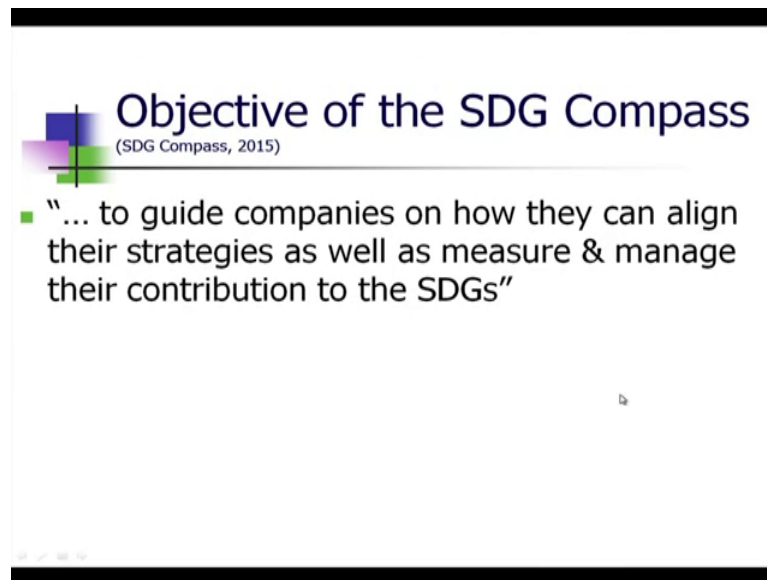 Objective of the SDG Compass
(SDG Compass, 2015)
“... to guide companies on how they can align
their strategies as well as measure & manage
their contribution to the SDGs”